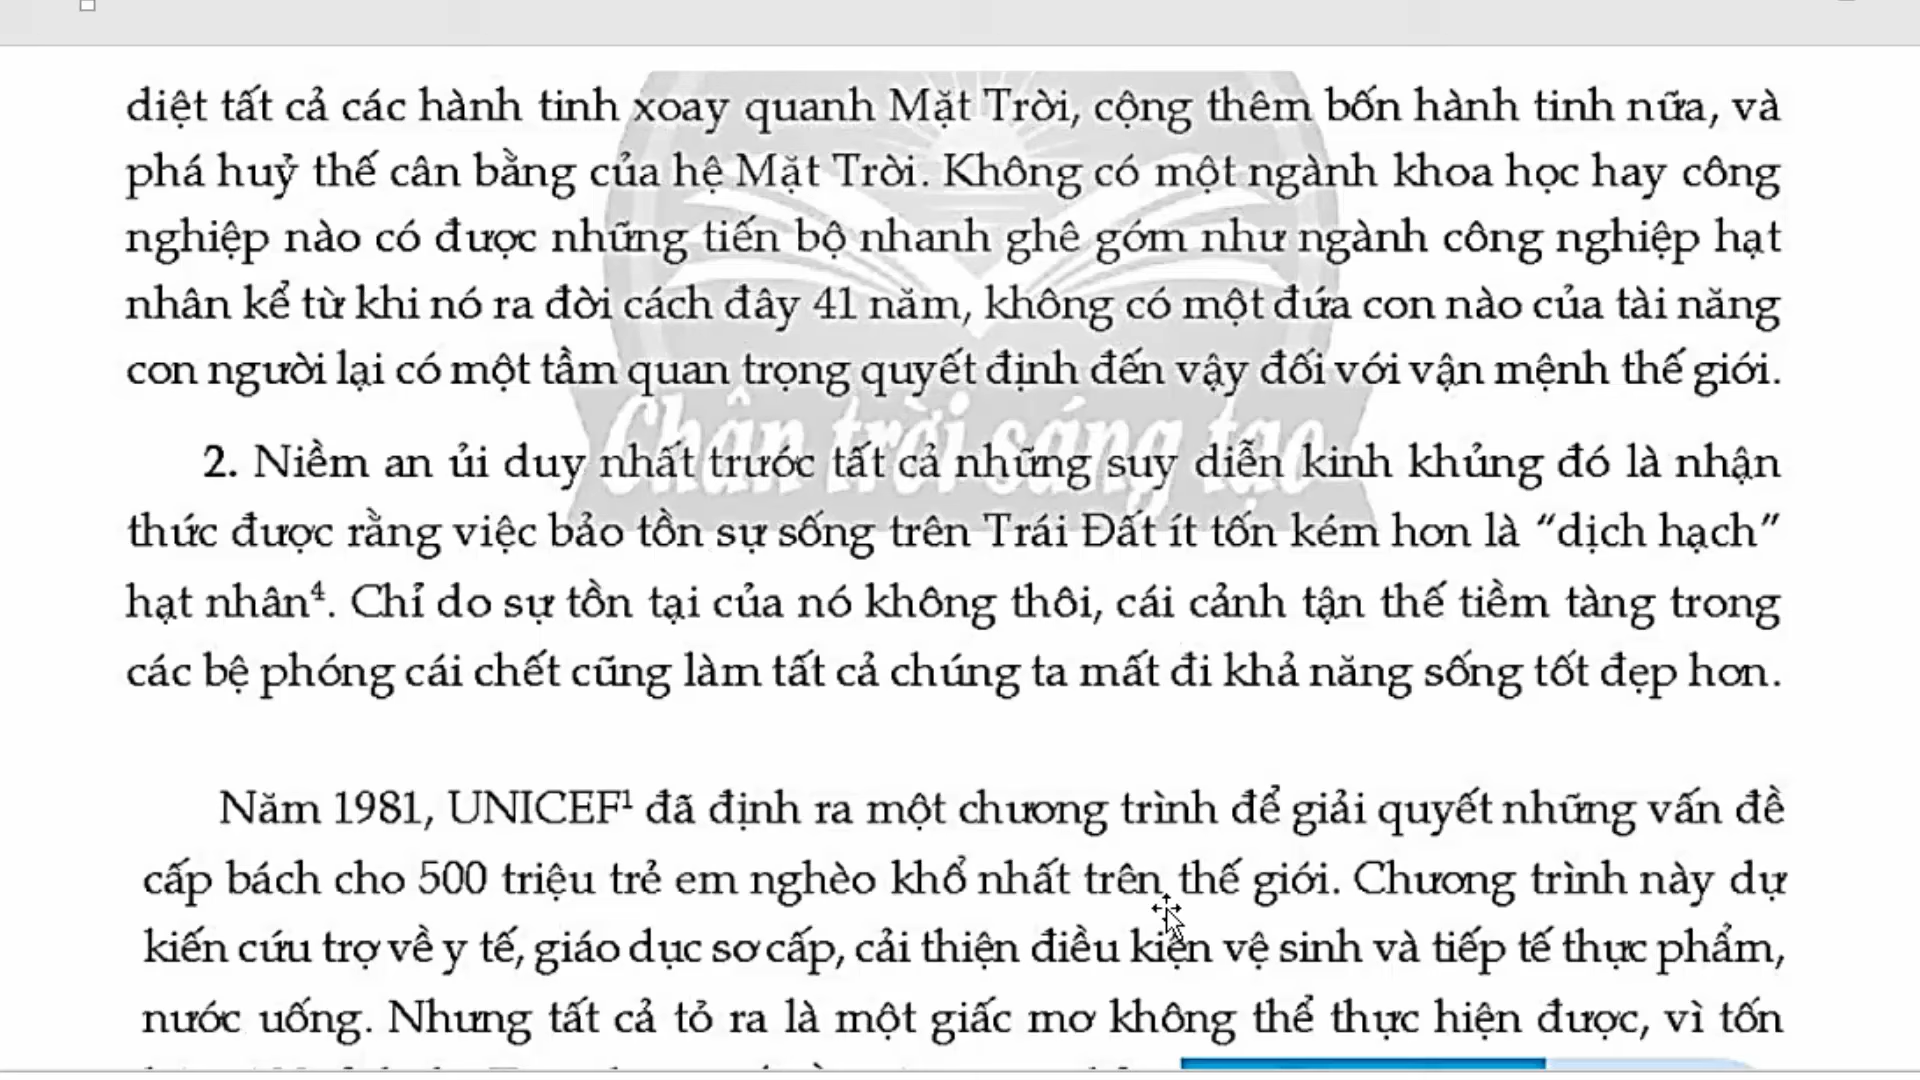 diệt tất cả các hành tinh xoay quanh Mặt Trời, cộng thêm bốn hành tinh nữa, và
phá huỷ thế cân bằng của hệ Mặt Trời. Không có một ngành khoa học hay công
nghiệp nào có được những tiến bộ nhanh ghê góm như ngành công nghiệp hạt
nhân kể từ khi nó ra đời cách đây 41 năm, không có một đứa con nào của tài năng
con người lại có một tầm quan trọng quyết định đến vậy đối với vận mệnh thế giới.
Chân trời sáng tạo
2. Niềm an ủi duy nhất trước tất cả những suy diễn kinh khủng đó là nhận
thức được rằng việc bảo tồn sự sống trên Trái Đất ít tốn kém hơn là “dịch hạch”
hạt nhân⁴. Chỉ do sự tồn tại của nó không thôi, cái cảnh tận thế tiềm tàng trong
các bệ phóng cái chết cũng làm tất cả chúng ta mất đi khả năng sống tốt đẹp hơn.
Năm 1981, UNICEF¹ đã định ra một chương trình để giải quyết những vấn đề
cấp bách cho 500 triệu trẻ em nghèo khổ nhất trên thế giới. Chương trình này dự
kiến cứu trợ về y tế, giáo dục sơ cấp, cải thiện điều kiện vệ sinh và tiếp tế thực phẩm,
nước uống. Nhưng tất cả tỏ ra là một giấc mơ không thể thực hiện được, vì tốn